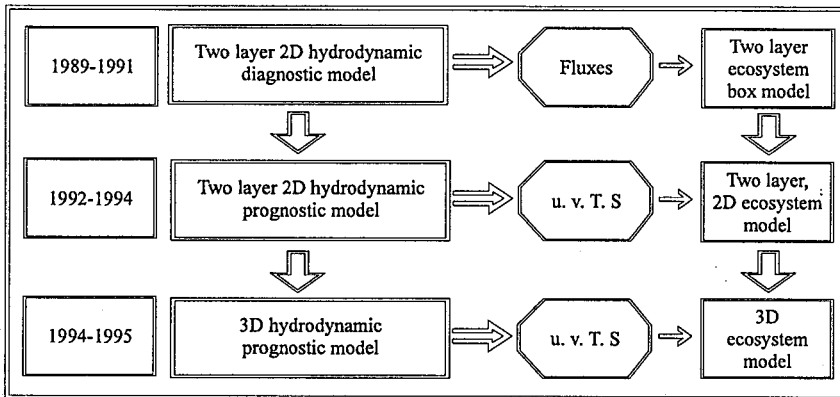 1989-1991
Two layer 2D hydrodynamic
diagnostic model
Fluxes
Two layer
ecosystem
box model
1992-1994
Two layer 2D hydrodynamic
prognostic model
u. v. T. S
Two layer,
2D ecosystem
model
1994-1995
3D hydrodynamic
prognostic model
u. v. T. S
3D
ecosystem
model